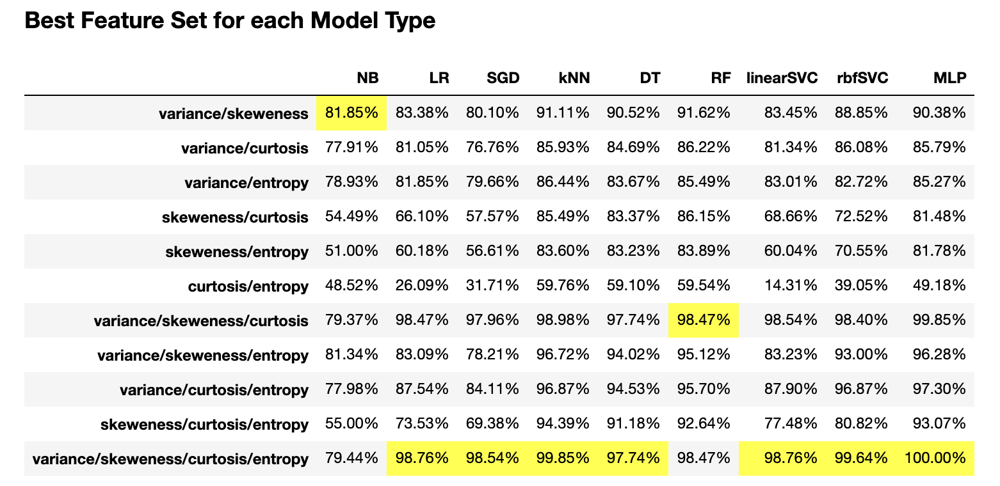 Best Feature Set for each Model Type
NB LR SGD kNN DT RF linearSVC rbfSVC MLP
variance/skeweness 81.85% 83.38% 80.10% 91.11% 90.52% 91.62% 83.45% 88.85% 90.38%
variance/curtosis 77.91% 81.05% 76.76% 85.93% 84.69% 86.22% 81.34% 86.08% 85.79%
variance/entropy 78.93% 81.85% 79.66% 86.44% 83.67% 85.49% 83.01% 82.72% 85.27%
skeweness/curtosis 54.49% 66.10% 57.57% 85.49% 83.37% 86.15% 68.66% 72.52% 81.48%
skeweness/entropy 51.00% 60.18% 56.61% 83.60% 83.23% 83.89% 60.04% 70.55% 81.78%
curtosis/entropy 48.52% 26.09% 31.71% 59.76% 59.10% 59.54% 14.31% 39.05% 49.18%
variance/skeweness/curtosis 79.37% 98.47% 97.96% 98.98% 97.74% 98.47% 98.54% 98.40% 99.85%
variance/skeweness/entropy 81.34% 83.09% 78.21% 96.72% 94.02% 95.12% 83.23% 93.00% 96.28%
variance/curtosis/entropy 77.98% 87.54% 84.11% 96.87% 94.53% 95.70% 87.90% 96.87% 97.30%
skeweness/curtosis/entropy 55.00% 73.53% 69.38% 94.39% 91.18% 92.64% 77.48% 80.82% 93.07%
variance/skeweness/curtosis/entropy 79.44% 98.76% 98.54% 99.85% 97.74% 98.47% 98.76% 99.64% 100.00%